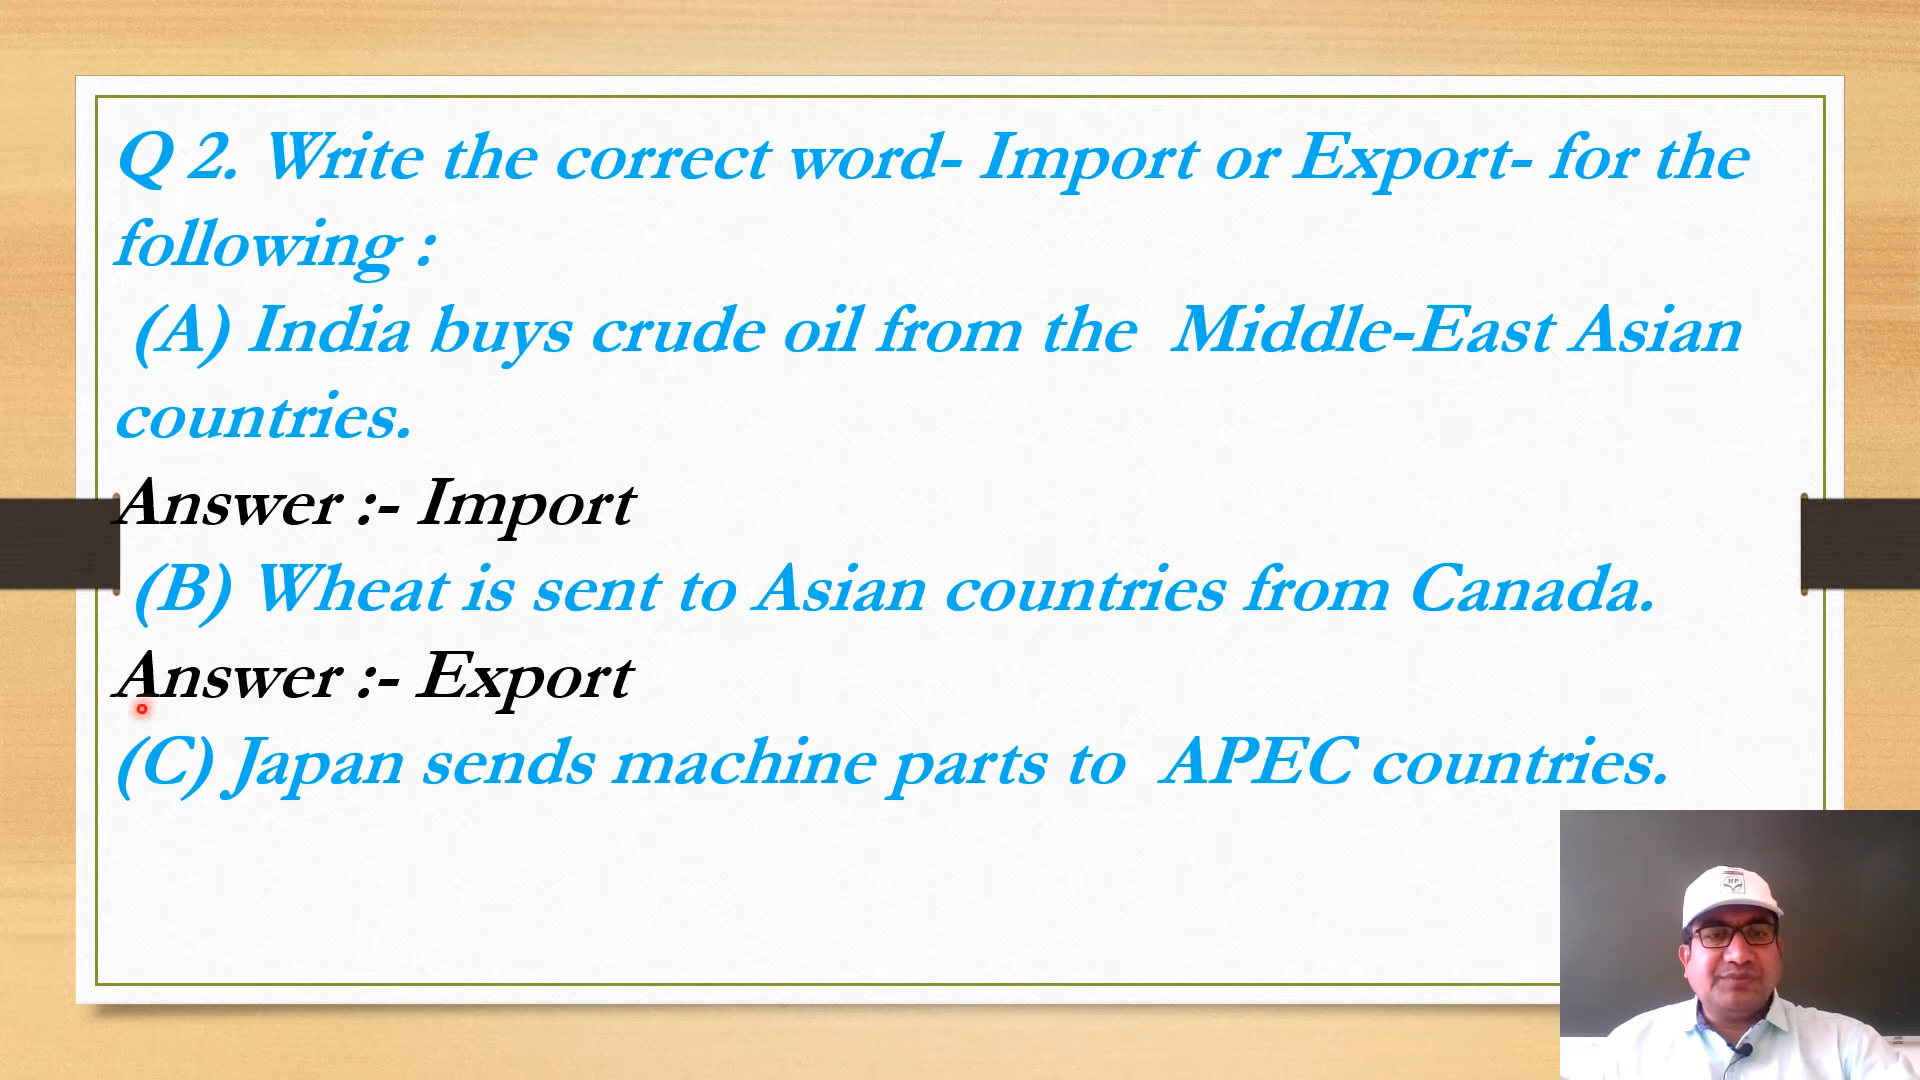 Q 2. Write the correct word- Import or Export- for the
following :
(A) India buys crude oil from the Middle-East Asian
countries.
Answer :- Import
(B) Wheat is sent to Asian countries from Canada.
Answer :- Export
(C) Japan sends machine parts to APEC countries.
HP